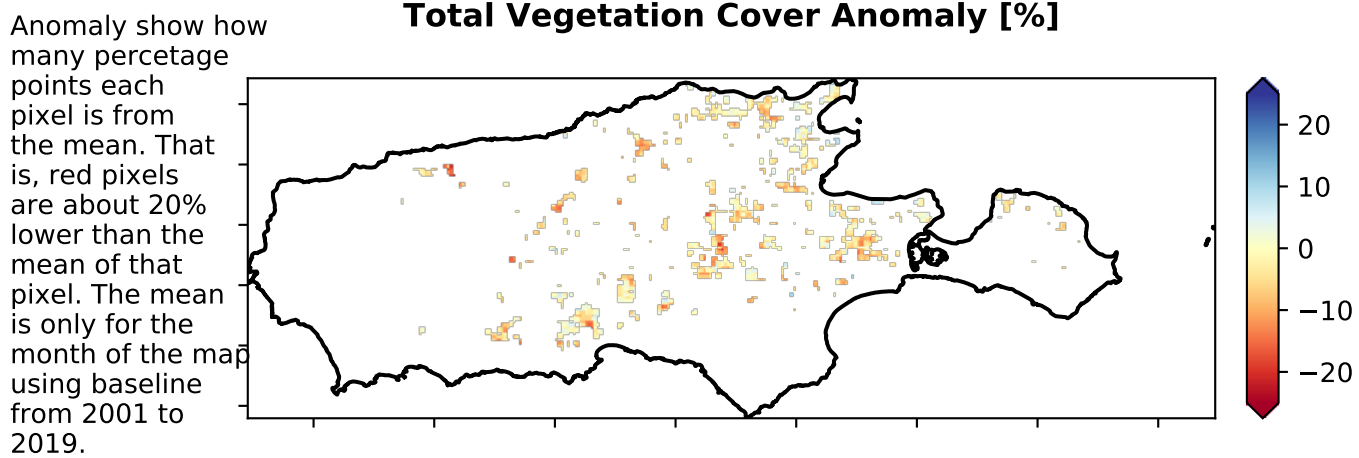 Total Vegetation Cover Anomaly [%]
Anomaly show how
many percetage
points each
pixel is from
the mean. That
is, red pixels
are about 20%
lower than the
mean of that
pixel. The mean
is only for the
month of the map
using baseline
from 2001 to
2019.
20
10
0
−10
−20